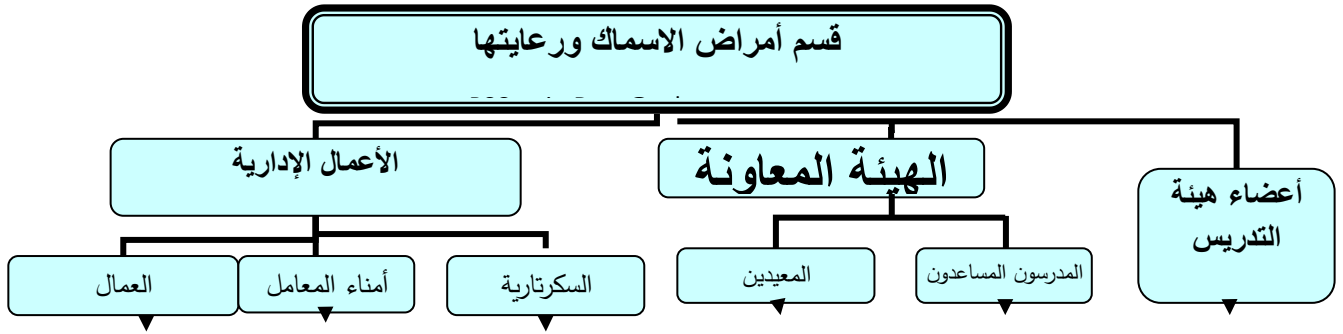 قسم أمراض الاسماك ورعايتها
أعضاء هيئة
التدريس
الهيئة المعاونة
الأعمال الإدارية
المدرسون المساعدون
المعيدين
السكرتارية
أمناء المعامل
العمال